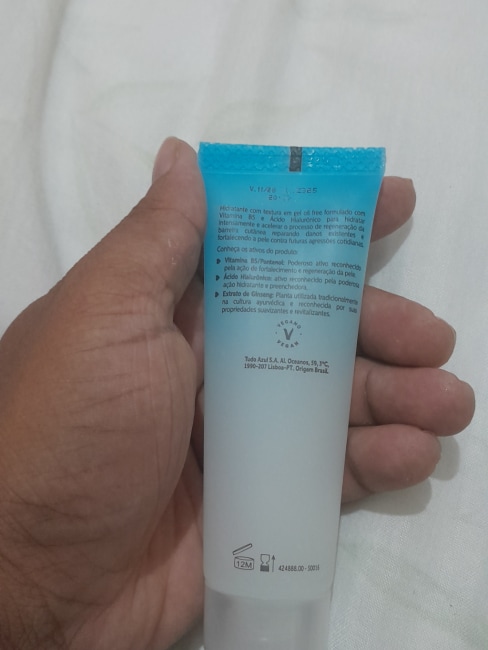 Hidratante com textura em gel oil free formulado com
Vitamina B5 e Ácido Hialurônico para hidratar
intensamente e acelerar o processo de regeneração da
barreira cutânea reparando danos existentes e
fortalecendo a pele contra futuras agressões cotidianas.
Conheça os ativos do produto:
Vitamina B5/Pantenol: Poderoso ativo reconhecido
pela ação de fortalecimento e regeneração da pele.
Ácido Hialurônico: ativo reconhecido pela poderosa
ação hidratante e preenchedora.
Extrato de Ginseng: Planta utilizada tradicionalmente
na cultura ayurvédica e reconhecida por suas
propriedades suavizantes e revitalizantes.
VEGANO
V
VEGAN
Tudo Azul S.A. Al. Oceanos, 59,
1990-207 Lisboa-PT. Origem Brasil.
12M
424888.00 -